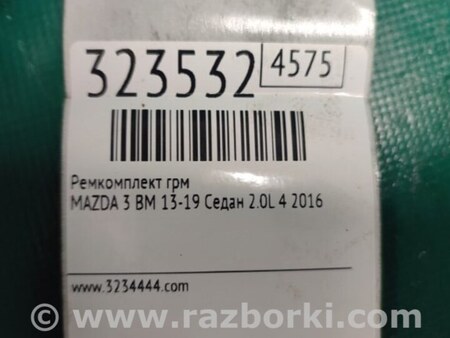 323532 4575
Ремкомплект грм
MAZDA 3 BM 13-19 Седан 2.0L 4 2016
www.3234444.com
© www.razborki.com